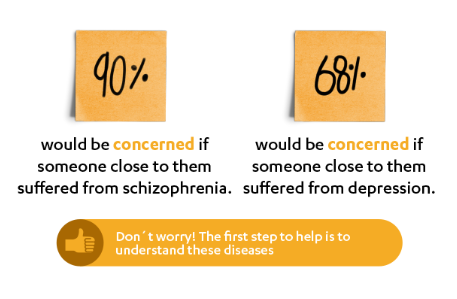 90%
would be concerned if
someone close to them
suffered from schizophrenia.
68%
would be concerned if
someone close to them
suffered from depression.
Don´t worry! The first step to help is to
understand these diseases